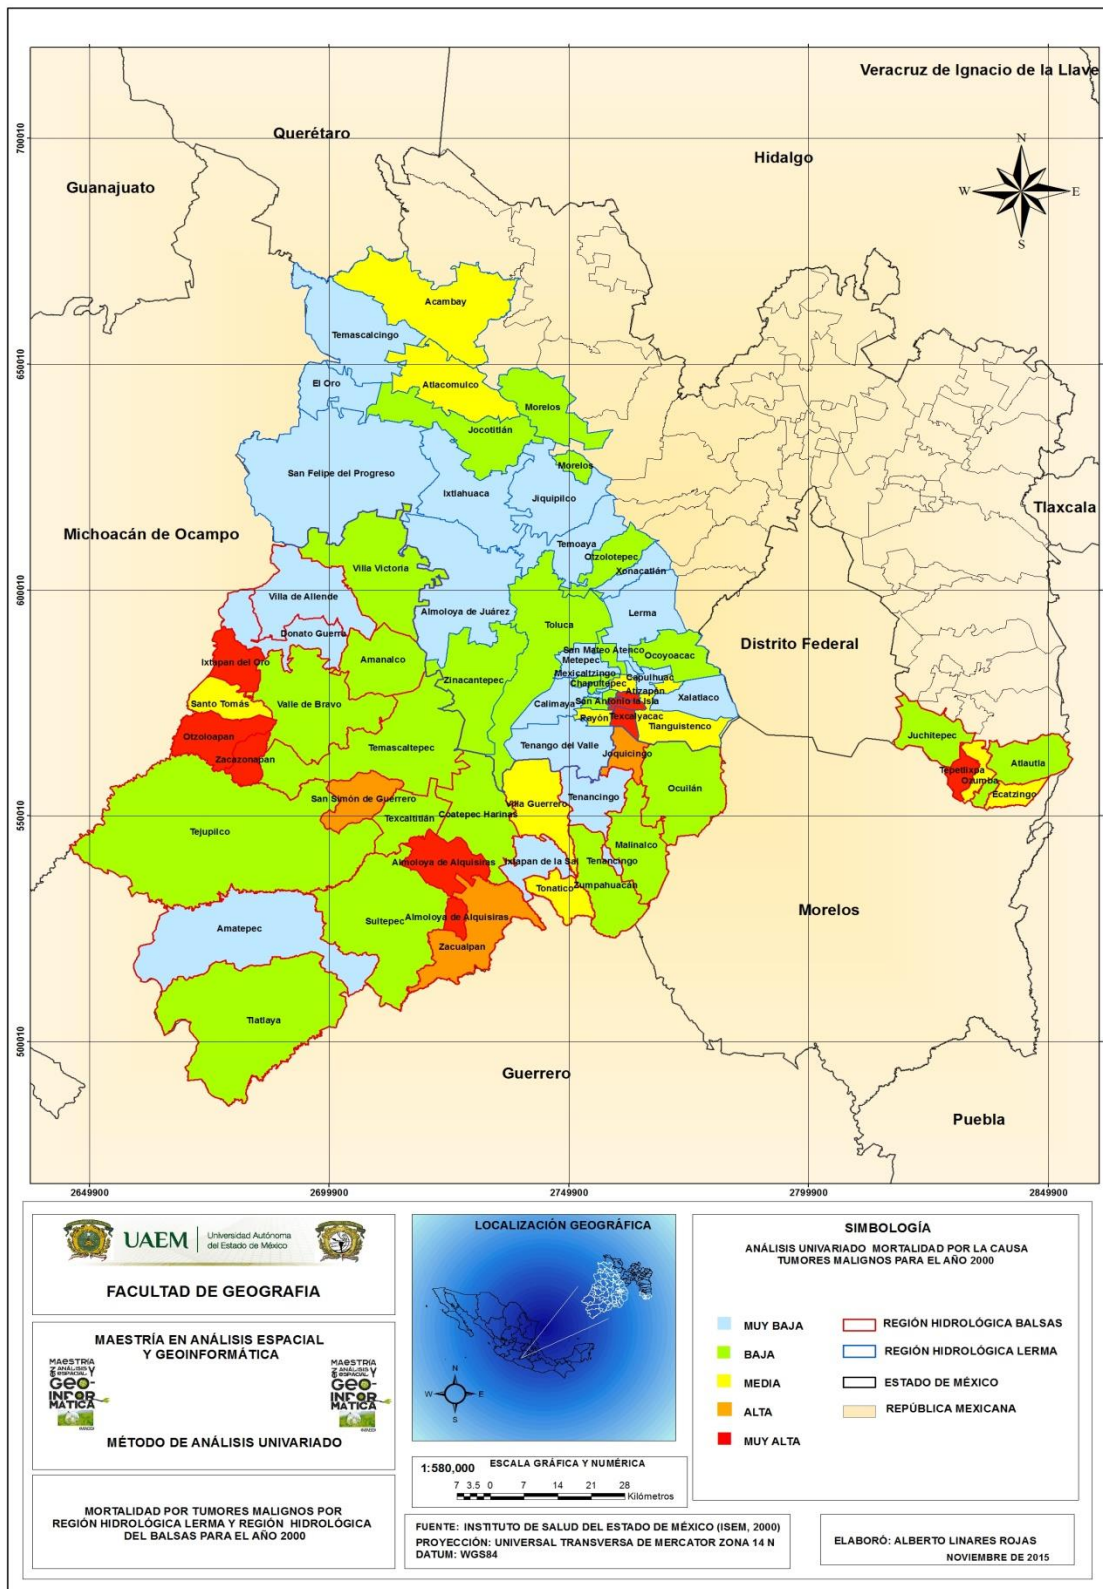 Veracruz de Ignacio de la Llave
Querétaro
Hidalgo
Guanajuato
N
W E
S
700010
Acambay
Temascalcingo
650010
El Oro
Atlacomulco
Morelos
Jocotitlán
Morelos
San Felipe del Progreso
Ixtlahuaca
Jiquipilco
Tlaxcala
Michoacán de Ocampo
Temoaya
Otzolotepec
Villa Victoria
Xonacatlán
600010
Villa de Allende
Almoloya de Juárez
Lerma
Toluca
Donato Guerra
Distrito Federal
San Mateo Atenco
Ocoyoacac
Metepec
Ixtapan del Oro
Amanalco
Mexicaltzingo
Capulhuac
Zinacantepec
Chapultepec
Atizapán
Xalatlaco
Santo Tomás
Valle de Bravo
Calimaya
San Antonio la Isla
Rayón
Texcalyacac
Tianguistenco
Otzoloapan
Juchitepec
Zacazonapan
Temascaltepec
Tenango del Valle
Joquicingo
Atlautla
Tepetlixpa
Ozumba
Ecatzingo
Ocuilán
San Simón de Guerrero
Villa Guerrero
Tenancingo
550010
Texcaltitlán
Coatepec Harinas
Tejupilco
Malinalco
Almoloya de Alquisiras
Ixtapan de la Sal
Tenancingo
Tonatico
Zumpahuacán
Morelos
Sultepec
Almoloya de Alquisiras
Amatepec
Zacualpan
Tlatlaya
500010
Guerrero
Puebla
2649900
2699900
2749900
2799900
2849900
UAEM
Universidad Autónoma
del Estado de México
FACULTAD DE GEOGRAFIA
MAESTRÍA EN ANÁLISIS ESPACIAL
Y GEOINFORMÁTICA
MAESTRÍA
ANÁLISIS
ESPACIAL Y
GEO-
INFOR
MÁTICA
MAESTRÍA
ANÁLISIS
ESPACIAL Y
GEO-
INFOR
MÁTICA
MÉTODO DE ANÁLISIS UNIVARIADO
MORTALIDAD POR TUMORES MALIGNOS POR
REGIÓN HIDROLÓGICA LERMA Y REGIÓN HIDROLÓGICA
DEL BALSAS PARA EL AÑO 2000
LOCALIZACIÓN GEOGRÁFICA
N
W E
S
ESCALA GRÁFICA Y NUMÉRICA
1:580,000
7 3.5 0 7 14 21 28
Kilómetros
FUENTE: INSTITUTO DE SALUD DEL ESTADO DE MÉXICO (ISEM, 2000)
PROYECCIÓN: UNIVERSAL TRANSVERSA DE MERCATOR ZONA 14 N
DATUM: WGS84
SIMBOLOGÍA
ANÁLISIS UNIVARIADO MORTALIDAD POR LA CAUSA
TUMORES MALIGNOS PARA EL AÑO 2000
MUY BAJA
BAJA
MEDIA
ALTA
MUY ALTA
REGIÓN HIDROLÓGICA BALSAS
REGIÓN HIDROLÓGICA LERMA
ESTADO DE MÉXICO
REPÚBLICA MEXICANA
ELABORÓ: ALBERTO LINARES ROJAS
NOVIEMBRE DE 2015